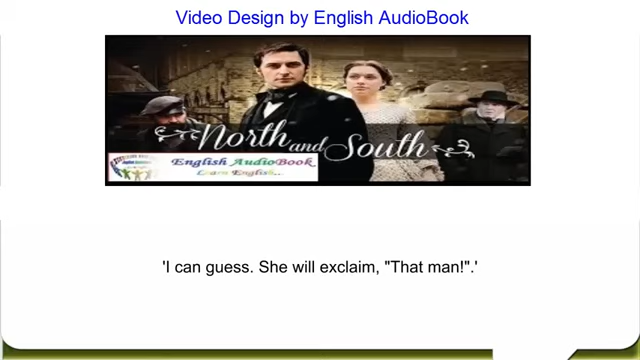 Video Design by English AudioBook
North and South
English AudioBook
Learn English...
'I can guess. She will exclaim, "That man!".'